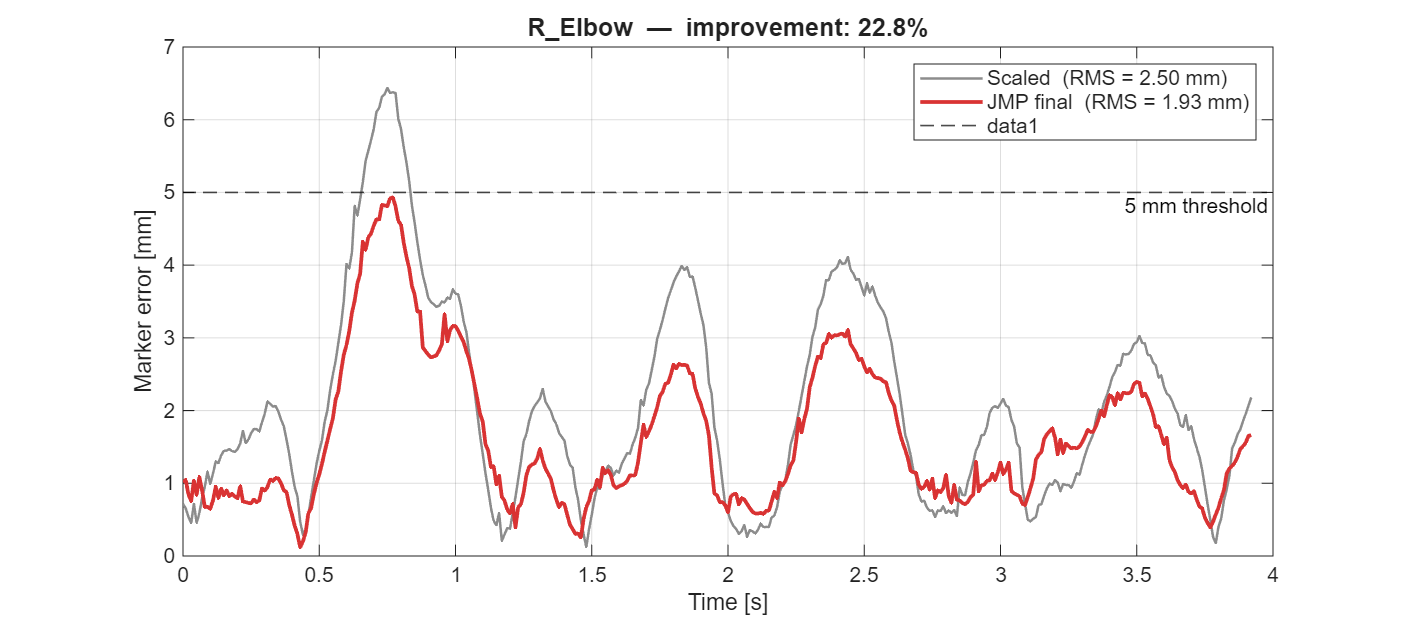 R_Elbow — improvement: 22.8%
7
6
5
4
3
2
1
0
Marker error [mm]
Scaled (RMS = 2.50 mm)
JMP final (RMS = 1.93 mm)
data1
5 mm threshold
0 0.5 1 1.5 2 2.5 3 3.5 4
Time [s]